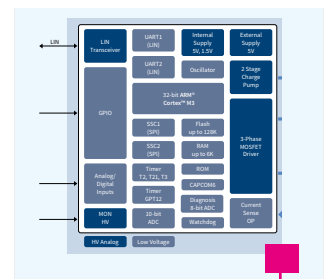 LIN
LIN
Transceiver
UART1
(LIN)
Internal
Supply
5V, 1.5V
External
Supply
5V
UART2
(LIN)
Oscillator
2 Stage
Charge
Pump
GPIO
32-bit ARM®
Cortex™ M3
SSC1
(SPI)
Flash
up to 128K
3-Phase
MOSFET
Driver
SSC2
(SPI)
RAM
up to 6K
Analog/
Digital
Inputs
Timer
T2, T21, T3
ROM
Timer
GPT12
CAPCOM6
MON
HV
10-bit
ADC
Diagnosis
8-bit ADC
Watchdog
Current
Sense
OP
HV Analog
Low Voltage